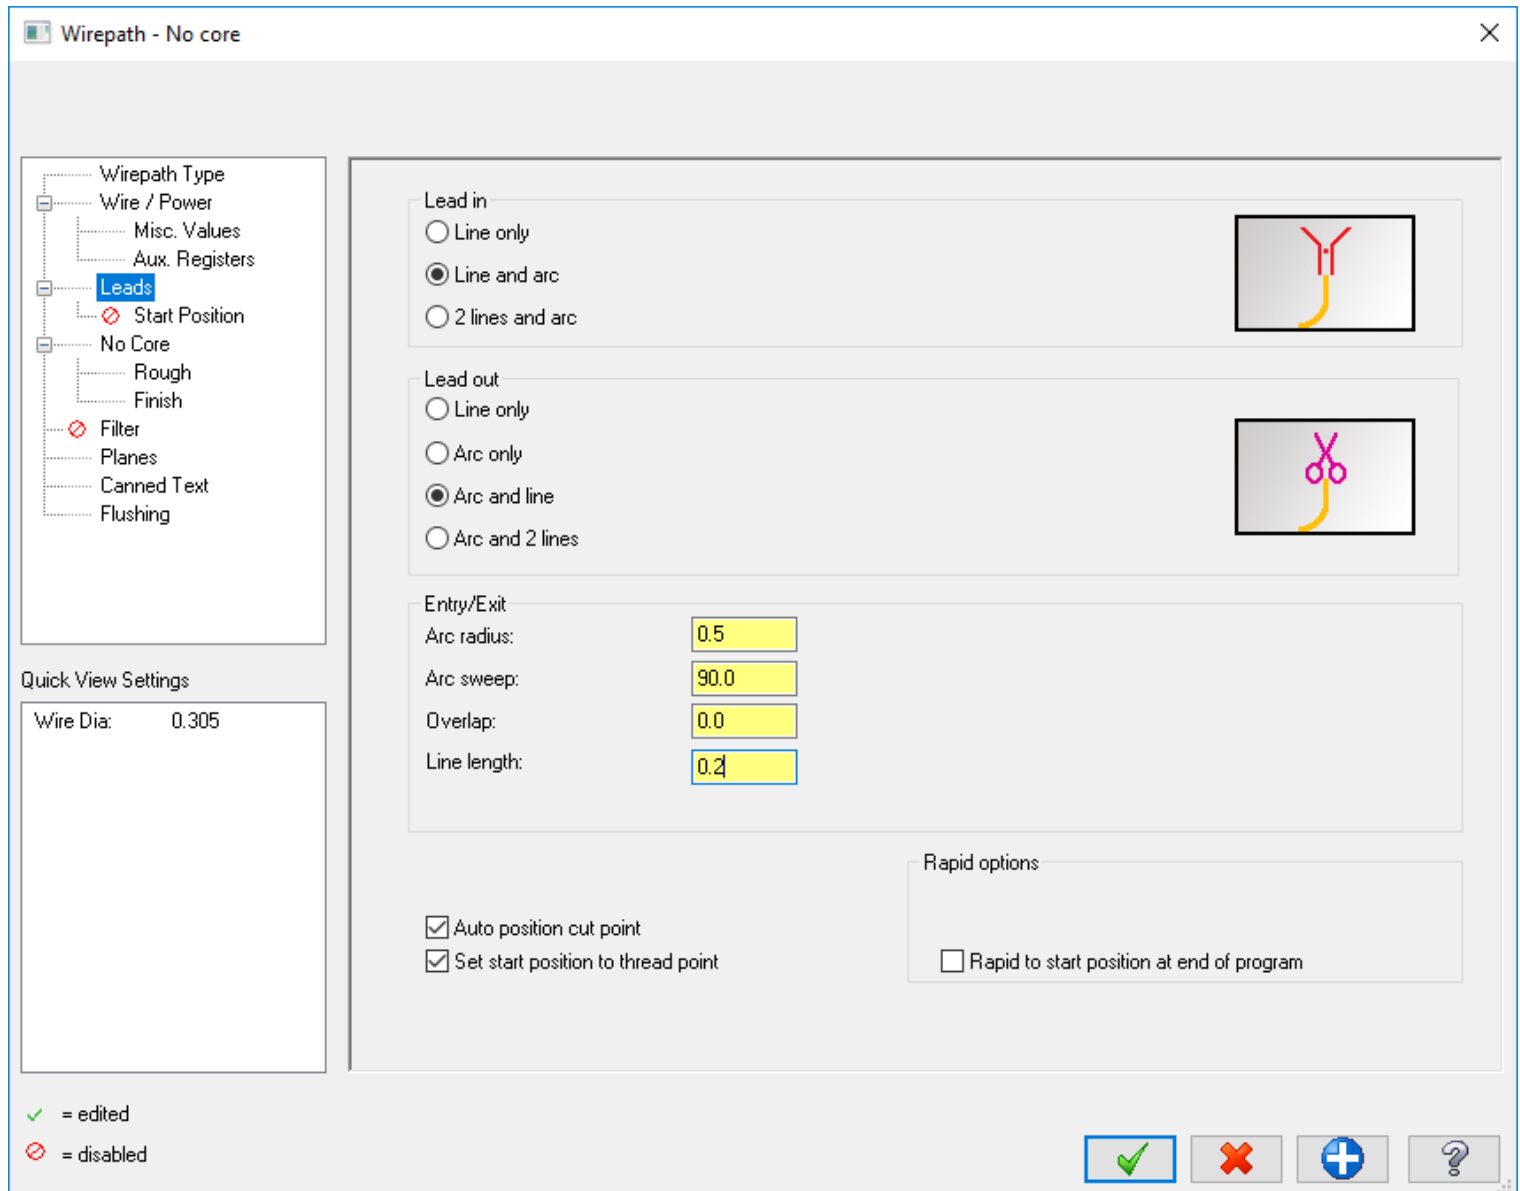 Wirepath - No core
Wirepath Type
Wire / Power
Misc. Values
Aux. Registers
Leads
Start Position
No Core
Rough
Finish
Filter
Planes
Canned Text
Flushing
Quick View Settings
Wire Dia: 0.305
= edited
= disabled
Lead in
Line only
Line and arc
2 lines and arc
Lead out
Line only
Arc only
Arc and line
Arc and 2 lines
Entry/Exit
Arc radius: 0.5
Arc sweep: 90.0
Overlap: 0.0
Line length: 0.2
Auto position cut point
Set start position to thread point
Rapid options
Rapid to start position at end of program